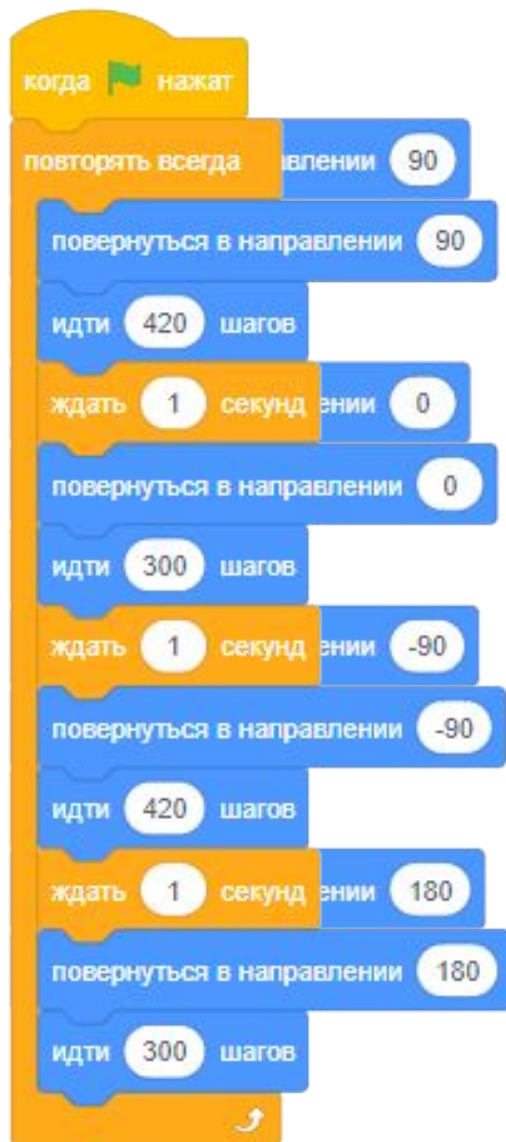 когда нажат
повторять всегда влении 90
повернуться в направлении 90
идти 420 шагов
ждать 1 секунд ении 0
повернуться в направлении 0
идти 300 шагов
ждать 1 секунд ении -90
повернуться в направлении -90
идти 420 шагов
ждать 1 секунд ении 180
повернуться в направлении 180
идти 300 шагов